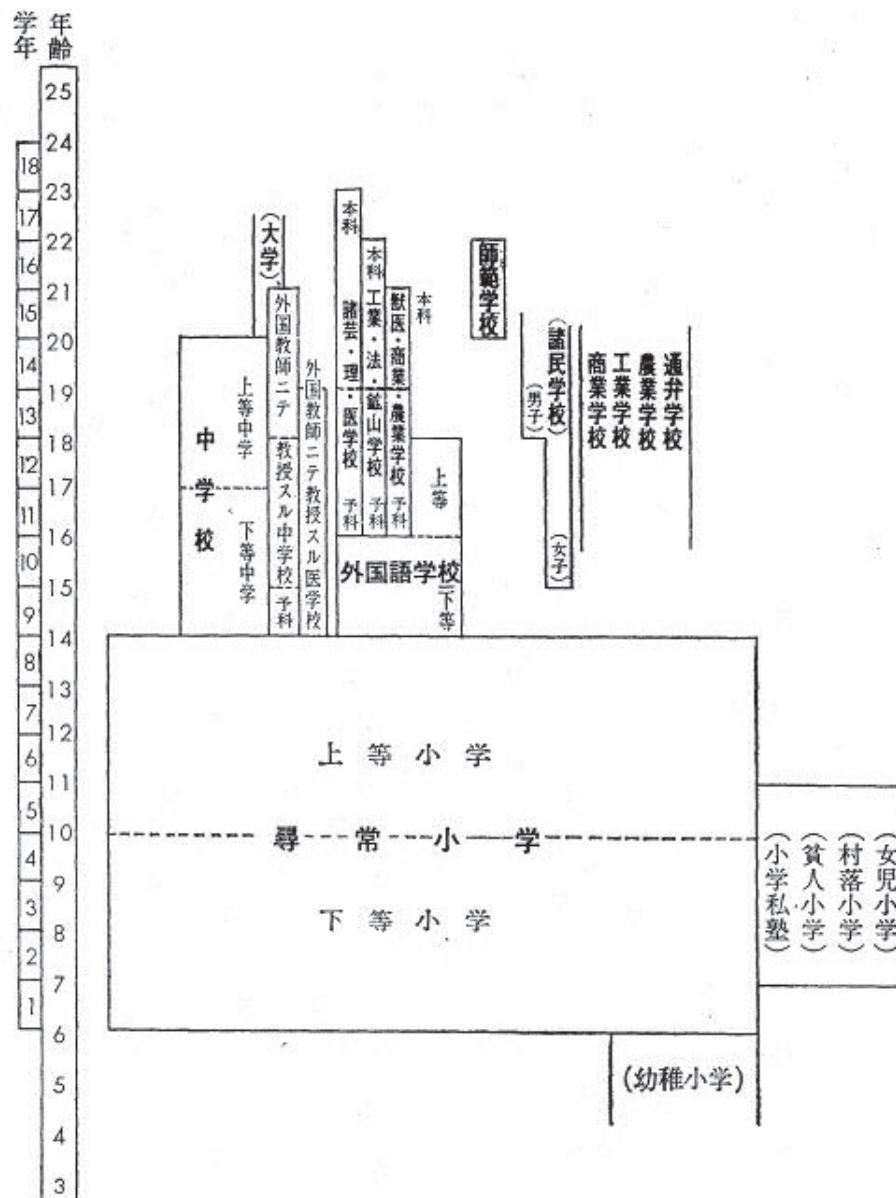 学年
年齢
25
24
23
22
21
20
19
18
17
16
15
14
13
12
11
10
9
8
7
6
5
4
3
18
17
16
15
14
13
12
11
10
9
8
7
6
5
4
3
2
1
中学校
上等中学
下等中学
(大学)
外国教師ニテ教授スル中学校
予科
外国教師ニテ教授スル医学校
本科
諸芸・理・医学校
予科
本科
工業・法・鉱山学校
予科
本科
獣医・商業・農業学校
予科
上等
外国語学校
下等
師範学校
(諸民学校)
(男子)
(女子)
商業学校
工業学校
農業学校
通弁学校
上等小学
尋常小学
下等小学
(小学私塾)
(貧人小学)
(村落小学)
(女児小学)
(幼稚小学)